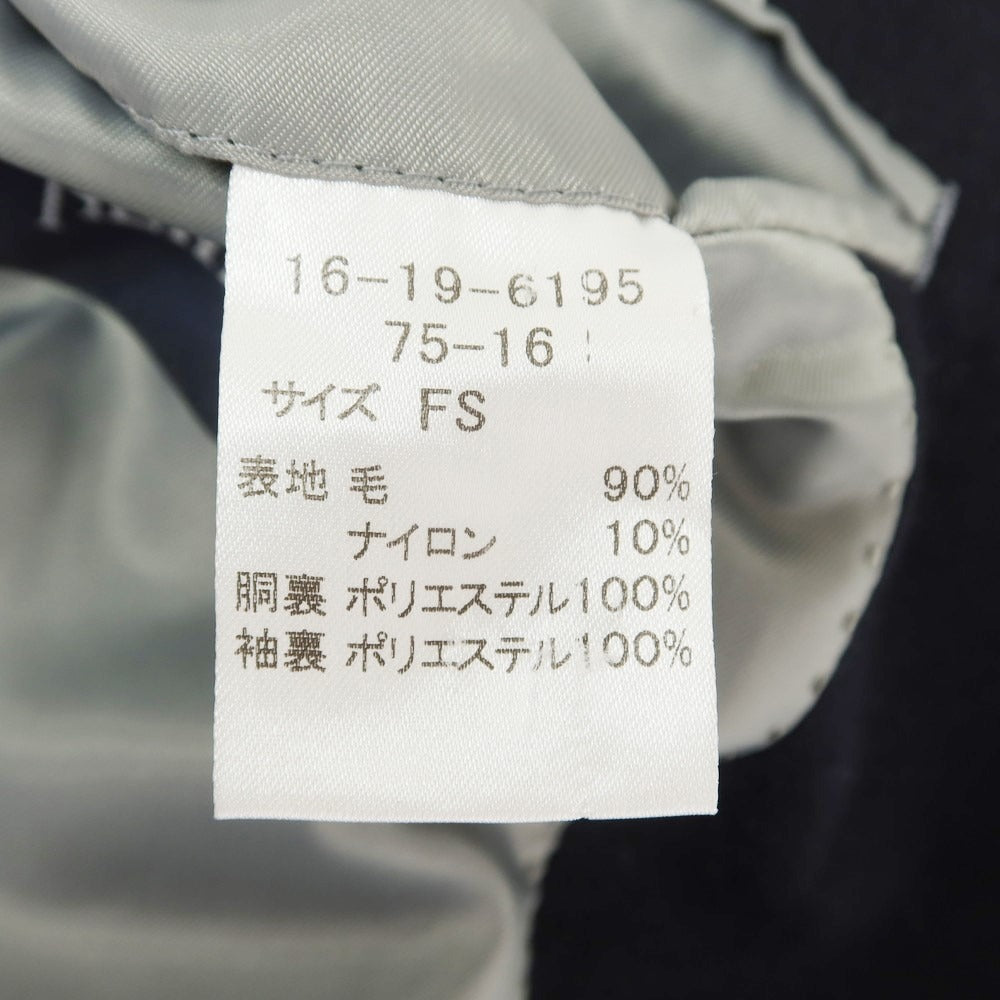 16-19-6195
75-16
サイズ FS
表地 毛 90%
ナイロン 10%
胴裏 ポリエステル100%
袖裏 ポリエステル100%